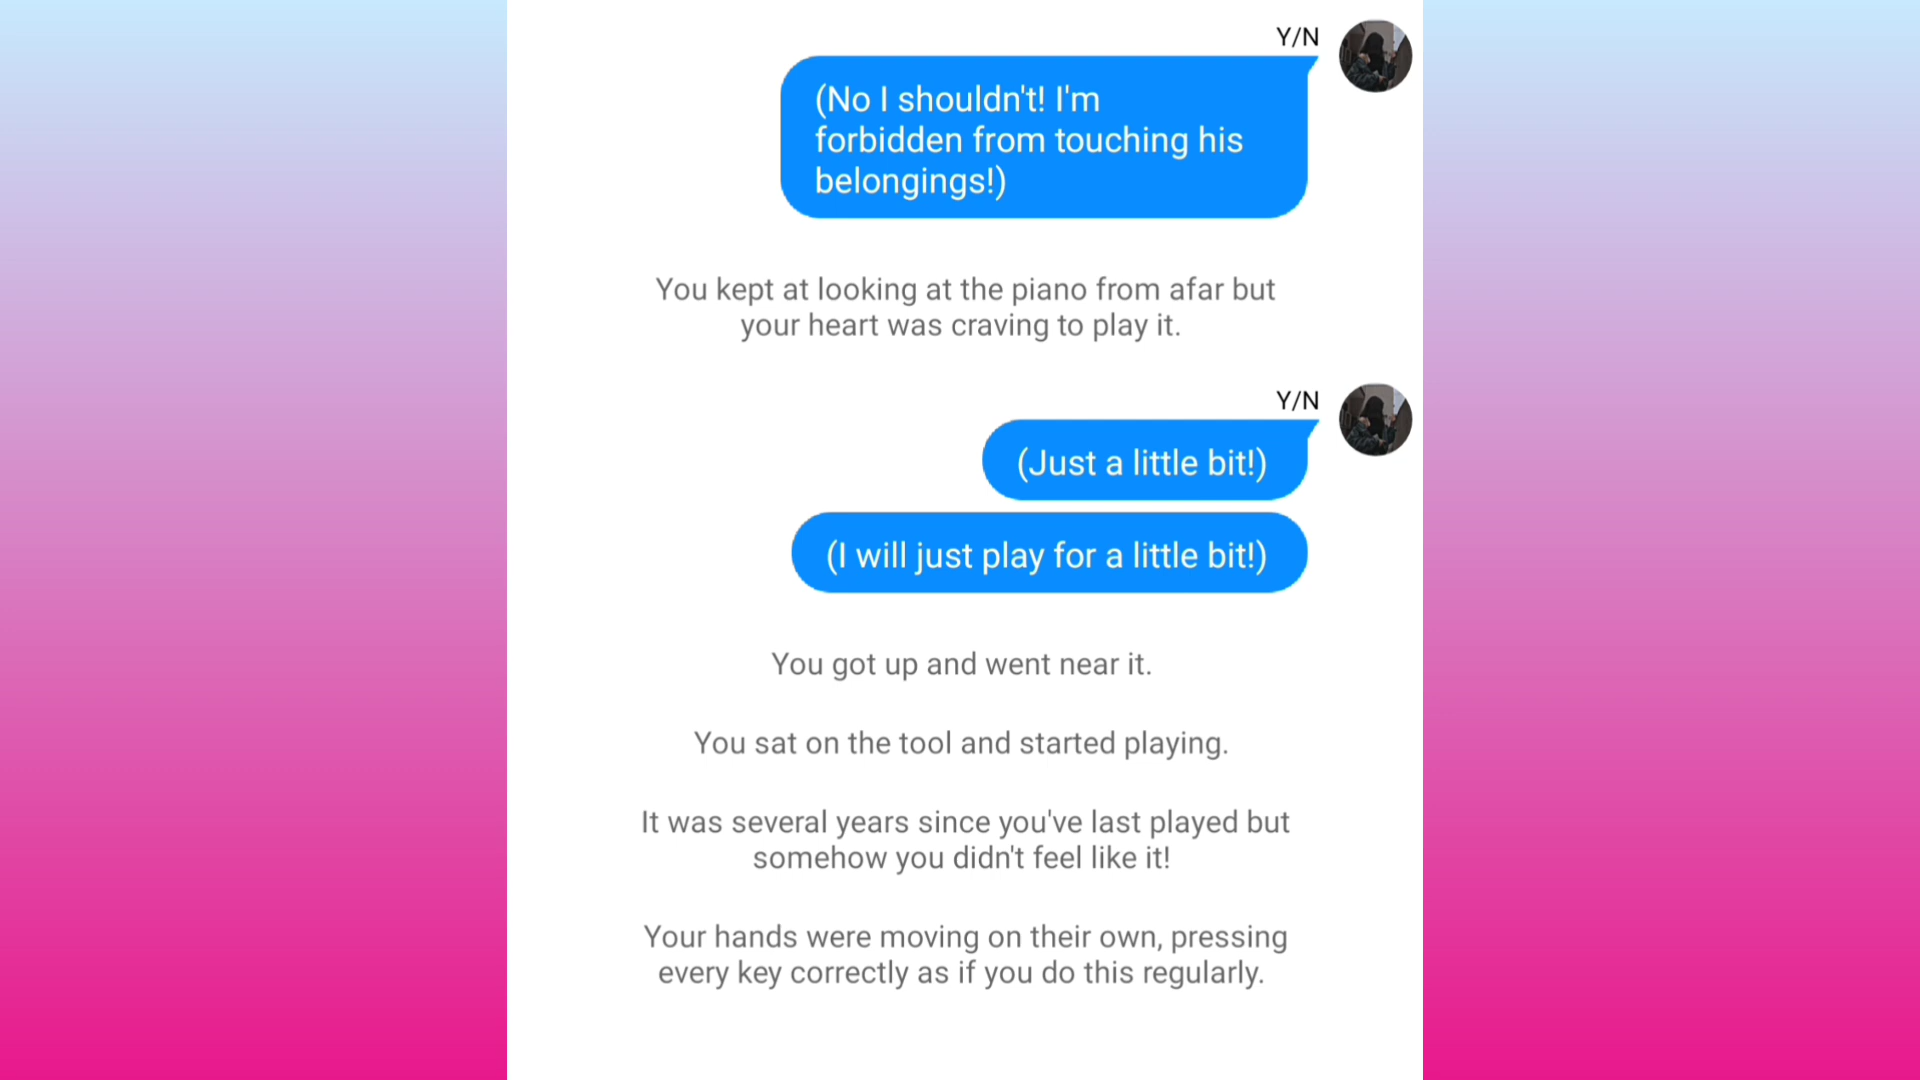 Y/N
(No I shouldn't! I'm
forbidden from touching his
belongings!)
You kept at looking at the piano from afar but
your heart was craving to play it.
Y/N
(Just a little bit!)
(I will just play for a little bit!)
You got up and went near it.
You sat on the tool and started playing.
It was several years since you've last played but
somehow you didn't feel like it!
Your hands were moving on their own, pressing
every key correctly as if you do this regularly.